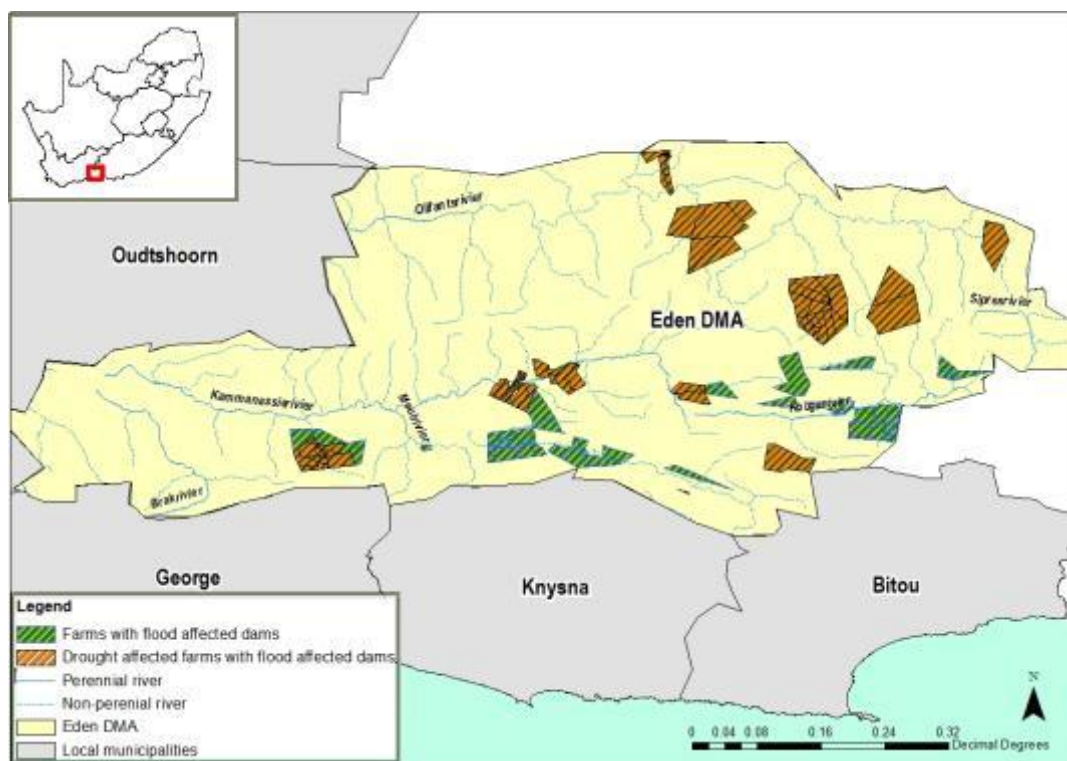 Olifantsrivier
Oudtshoorn
Eden DMA
Kammanassierivier
Brakrivier
George
Knysna
Bitou
Legend
Farms with flood affected dams
Drought affected farms with flood affected dams
Perennial river
Non-perenial river
Eden DMA
Local municipalities
N
0 0.04 0.08 0.16 0.24 0.32
Decimal Degrees